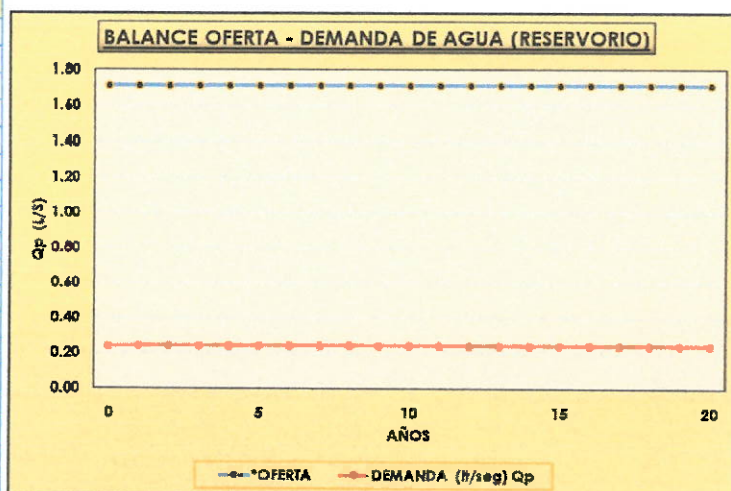 BALANCE OFERTA - DEMANDA DE AGUA (RESERVORIO)
1.80
1.60
1.40
1.20
1.00
0.80
0.60
0.40
0.20
0.00
Qp (L/S)
0 5 10 15 20
AÑOS
*OFERTA DEMANDA (lt/seg) Qp